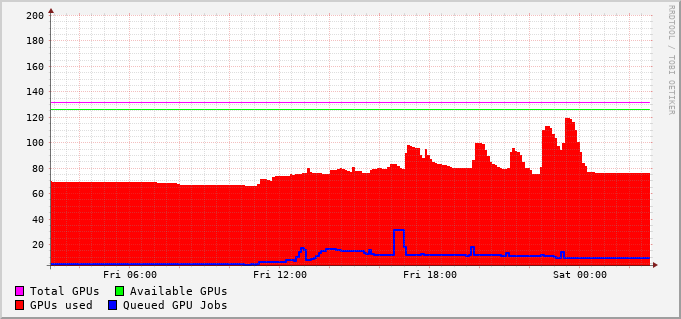 200
180
160
140
120
100
80
60
40
20
Fri 06:00 Fri 12:00 Fri 18:00 Sat 00:00
Total GPUs Available GPUs
GPUs used Queued GPU Jobs
RRDTOOL / TOBI OETIKER